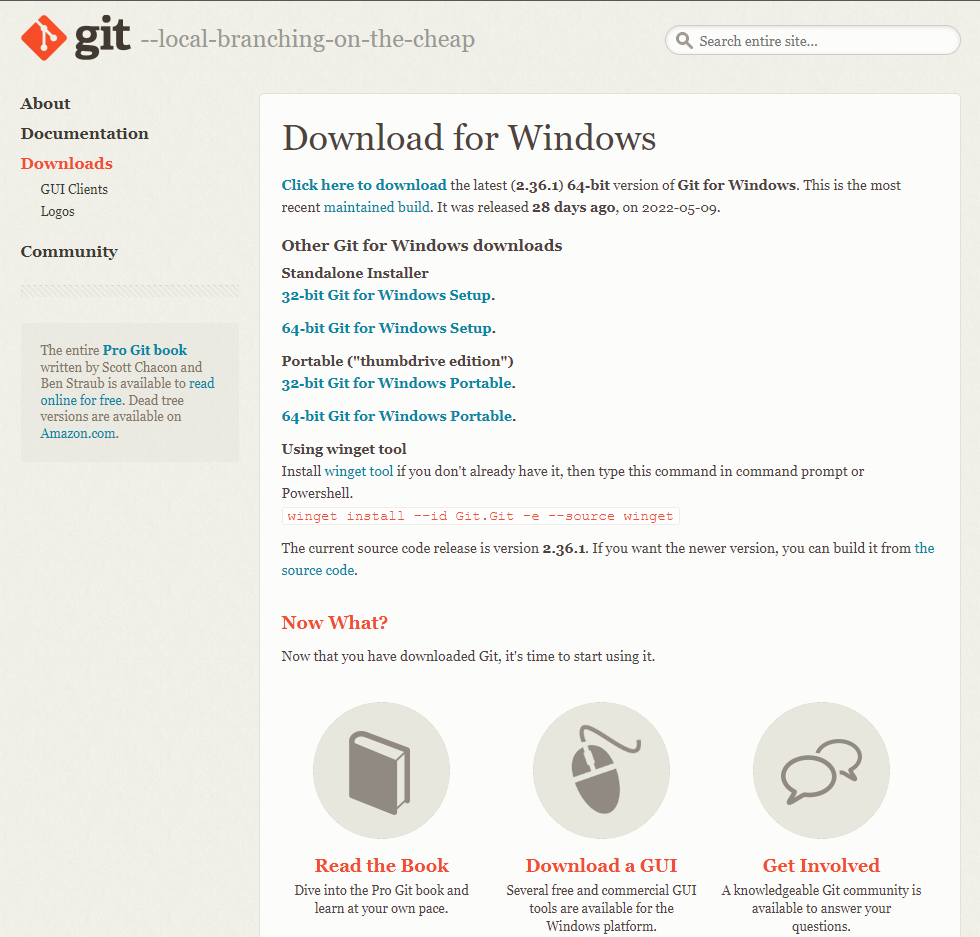 git --local-branching-on-the-cheap
Search entire site...
About
Documentation
Downloads
GUI Clients
Logos
Community
The entire Pro Git book
written by Scott Chacon and
Ben Straub is available to read
online for free. Dead tree
versions are available on
Amazon.com.
Download for Windows
Click here to download the latest (2.36.1) 64-bit version of Git for Windows. This is the most
recent maintained build. It was released 28 days ago, on 2022-05-09.
Other Git for Windows downloads
Standalone Installer
32-bit Git for Windows Setup.
64-bit Git for Windows Setup.
Portable ("thumbdrive edition")
32-bit Git for Windows Portable.
64-bit Git for Windows Portable.
Using winget tool
Install winget tool if you don't already have it, then type this command in command prompt or
Powershell.
winget install --id Git.Git -e --source winget
The current source code release is version 2.36.1. If you want the newer version, you can build it from the
source code.
Now What?
Now that you have downloaded Git, it's time to start using it.
Read the Book
Dive into the Pro Git book and
learn at your own pace.
Download a GUI
Several free and commercial GUI
tools are available for the
Windows platform.
Get Involved
A knowledgeable Git community is
available to answer your
questions.